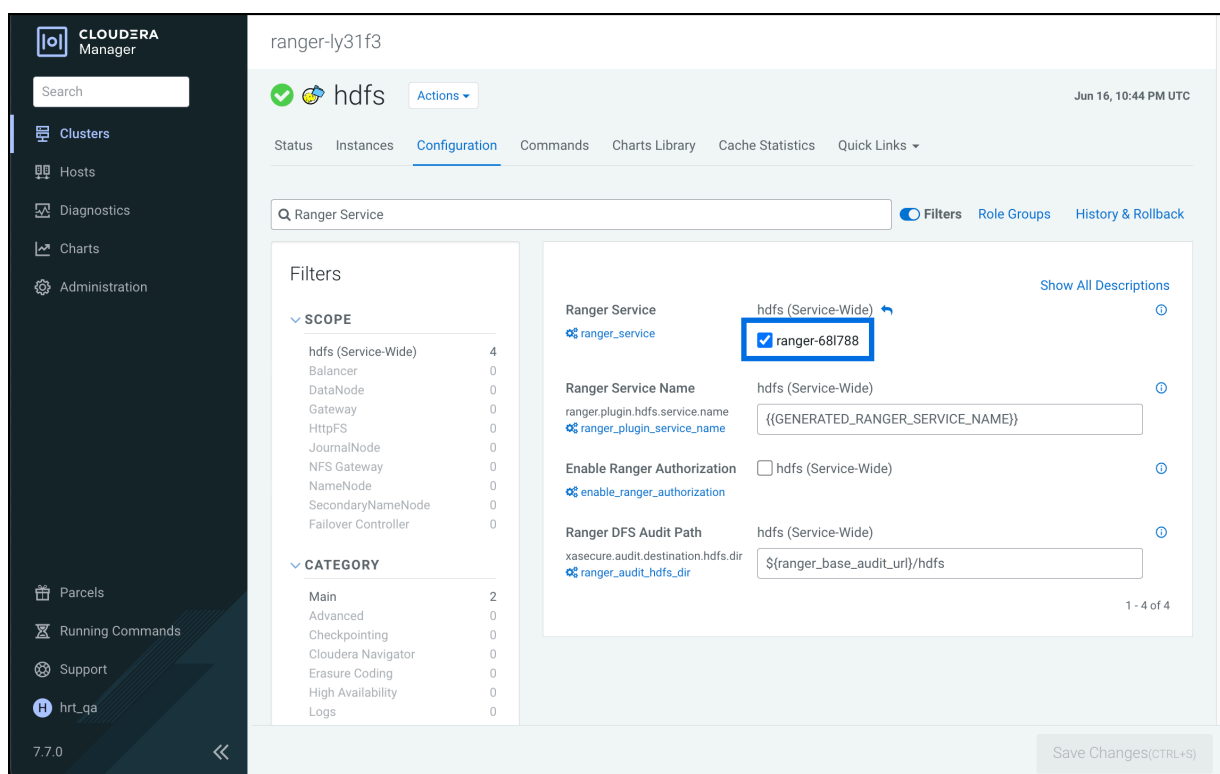 CLOUDERA
Manager
Search
Clusters
Hosts
Diagnostics
Charts
Administration
Parcels
Running Commands
Support
H hrt_qa
7.7.0
ranger-ly31f3
hdfs Actions
Jun 16, 10:44 PM UTC
Status Instances Configuration Commands Charts Library Cache Statistics Quick Links
Ranger Service
Filters Role Groups History & Rollback
Filters
SCOPE
hdfs (Service-Wide) 4
Balancer 0
DataNode 0
Gateway 0
HttpFS 0
JournalNode 0
NFS Gateway 0
NameNode 0
SecondaryNameNode 0
Failover Controller 0
CATEGORY
Main 2
Advanced 0
Checkpointing 0
Cloudera Navigator 0
Erasure Coding 0
High Availability 0
Logs 0
Show All Descriptions
Ranger Service hdfs (Service-Wide)
ranger_service ranger-68l788
Ranger Service Name hdfs (Service-Wide)
ranger.plugin.hdfs.service.name {{GENERATED_RANGER_SERVICE_NAME}}
ranger_plugin_service_name
Enable Ranger Authorization hdfs (Service-Wide)
enable_ranger_authorization
Ranger DFS Audit Path hdfs (Service-Wide)
xasecure.audit.destination.hdfs.dir ${ranger_base_audit_url}/hdfs
ranger_audit_hdfs_dir
1 - 4 of 4
Save Changes(CTRL+S)